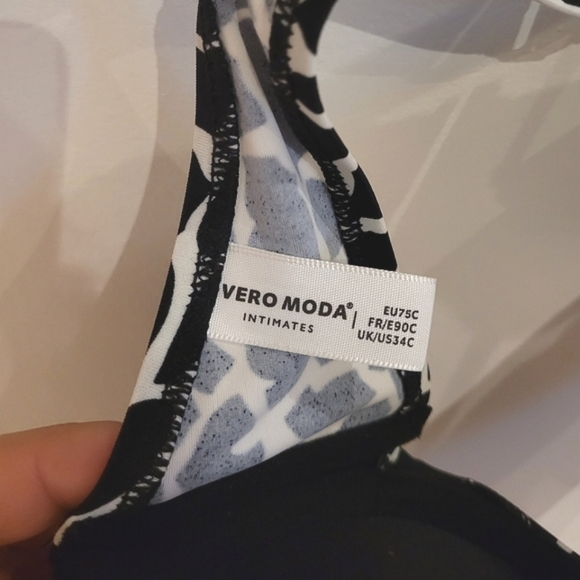 VERO MODA®
INTIMATES
EU75C
FR/E90C
UK/US34C